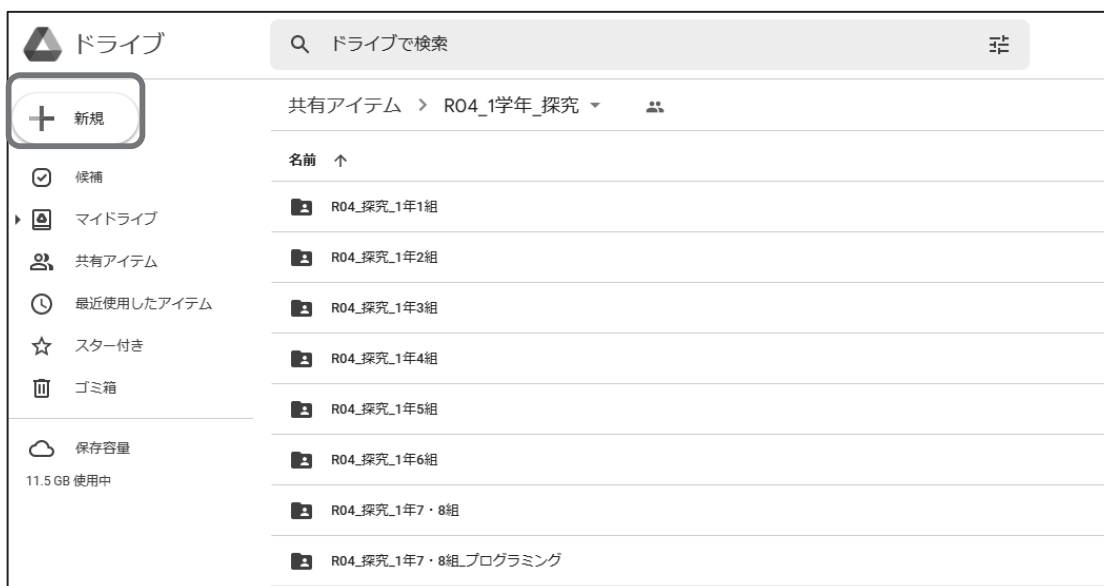 ドライブ
ドライブで検索
新規
共有アイテム > R04_1学年_探究
名前 ↑
候補
マイドライブ
共有アイテム
最近使用したアイテム
スター付き
ゴミ箱
保存容量
11.5 GB 使用中
R04_探究_1年1組
R04_探究_1年2組
R04_探究_1年3組
R04_探究_1年4組
R04_探究_1年5組
R04_探究_1年6組
R04_探究_1年7・8組
R04_探究_1年7・8組_プログラミング